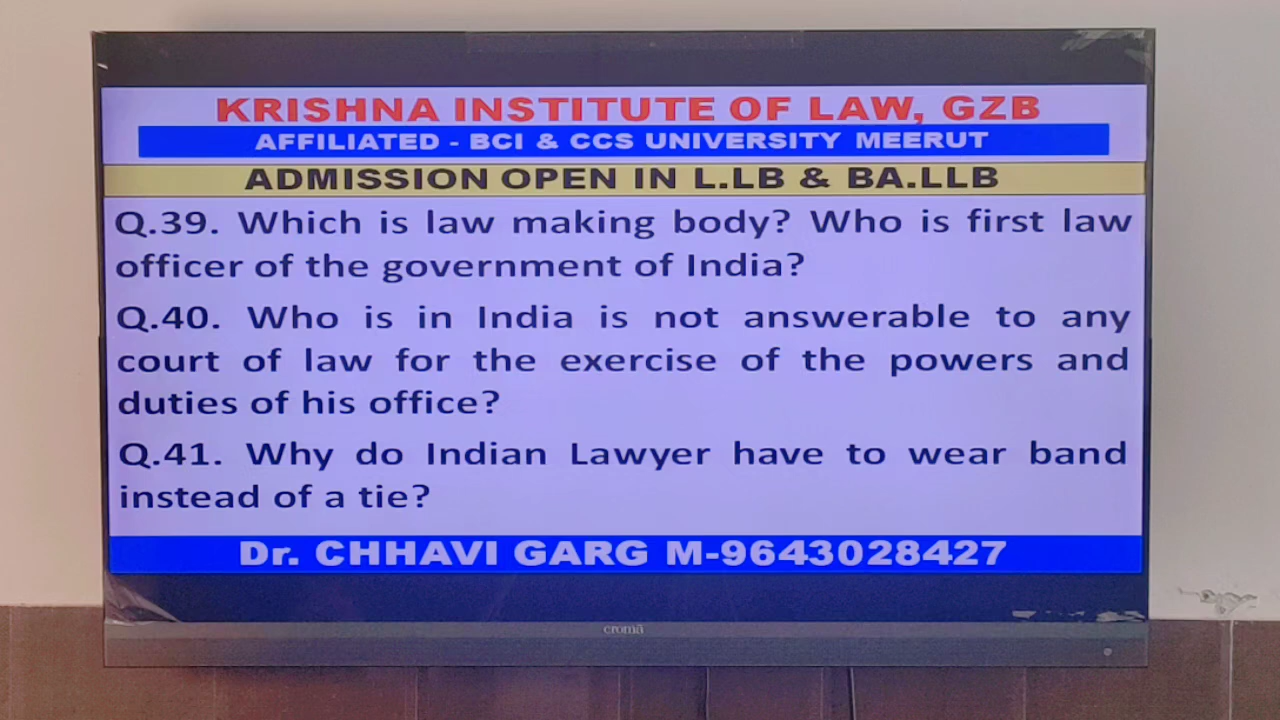 KRISHNA INSTITUTE OF LAW, GZB
AFFILIATED - BCI & CCS UNIVERSITY MEERUT
ADMISSION OPEN IN L.LB & BA.LLB
Q.39. Which is law making body? Who is first law
officer of the government of India?
Q.40. Who is in India is not answerable to any
court of law for the exercise of the powers and
duties of his office?
Q.41. Why do Indian Lawyer have to wear band
instead of a tie?
Dr. CHHAVI GARG M-9643028427
cromā